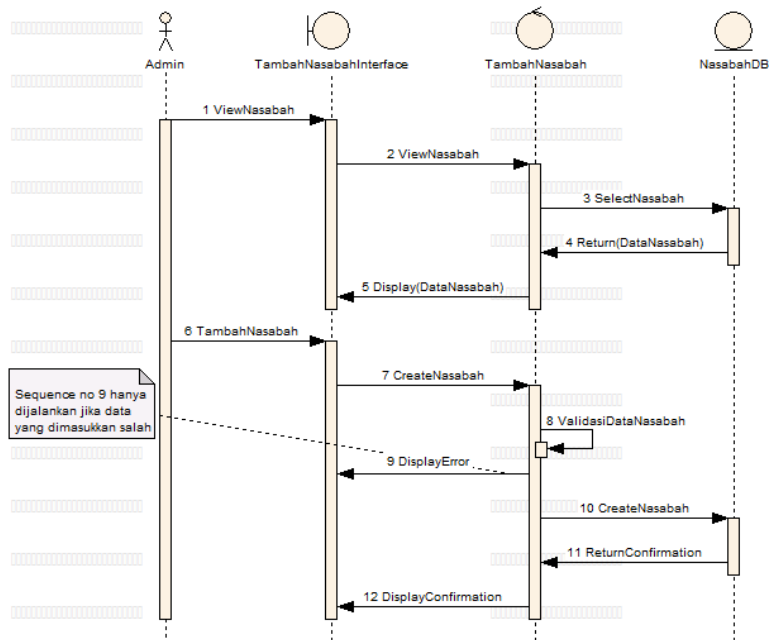 Admin
TambahNasabahInterface
TambahNasabah
NasabahDB
1 ViewNasabah
2 ViewNasabah
3 SelectNasabah
4 Return(DataNasabah)
5 Display(DataNasabah)
6 TambahNasabah
7 CreateNasabah
Sequence no 9 hanya
dijalankan jika data
yang dimasukkan salah
8 ValidasiDataNasabah
9 DisplayError
10 CreateNasabah
11 ReturnConfirmation
12 DisplayConfirmation